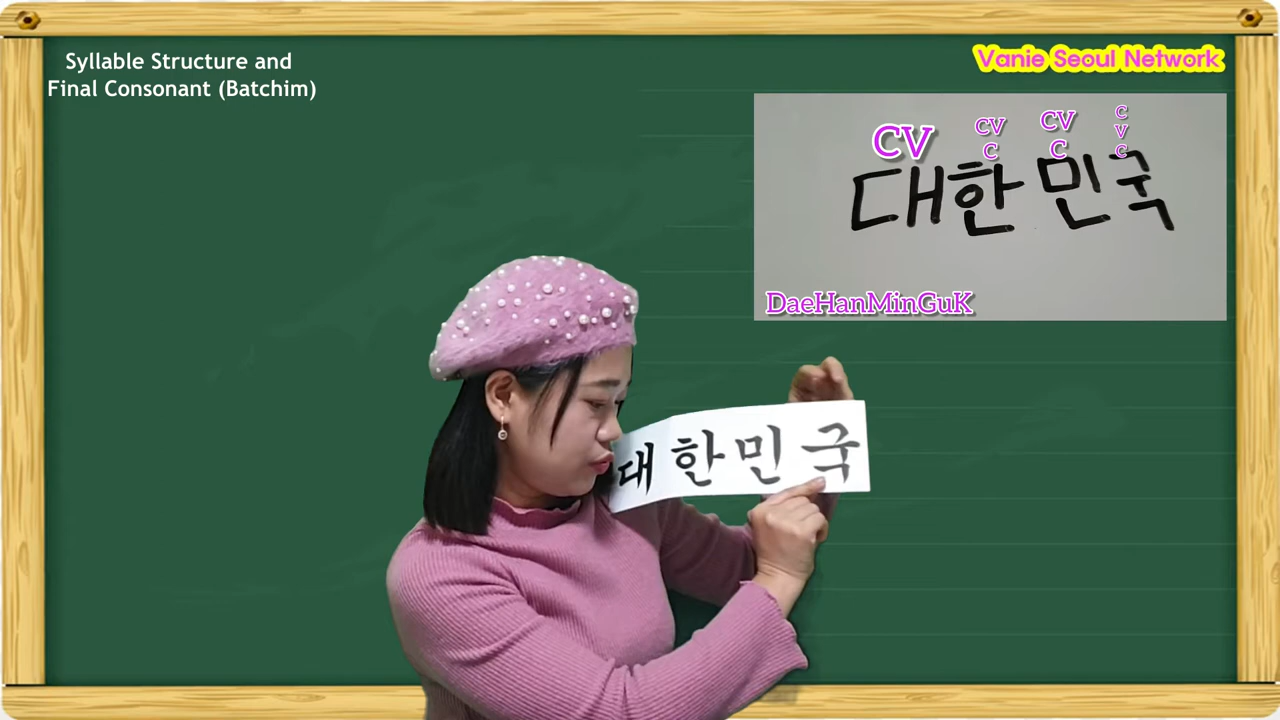 Syllable Structure and
Final Consonant (Batchim)
Vanie Seoul Network
CV CV CV C
C C V
C
대한민국
DaeHanMinGuK
대한민국